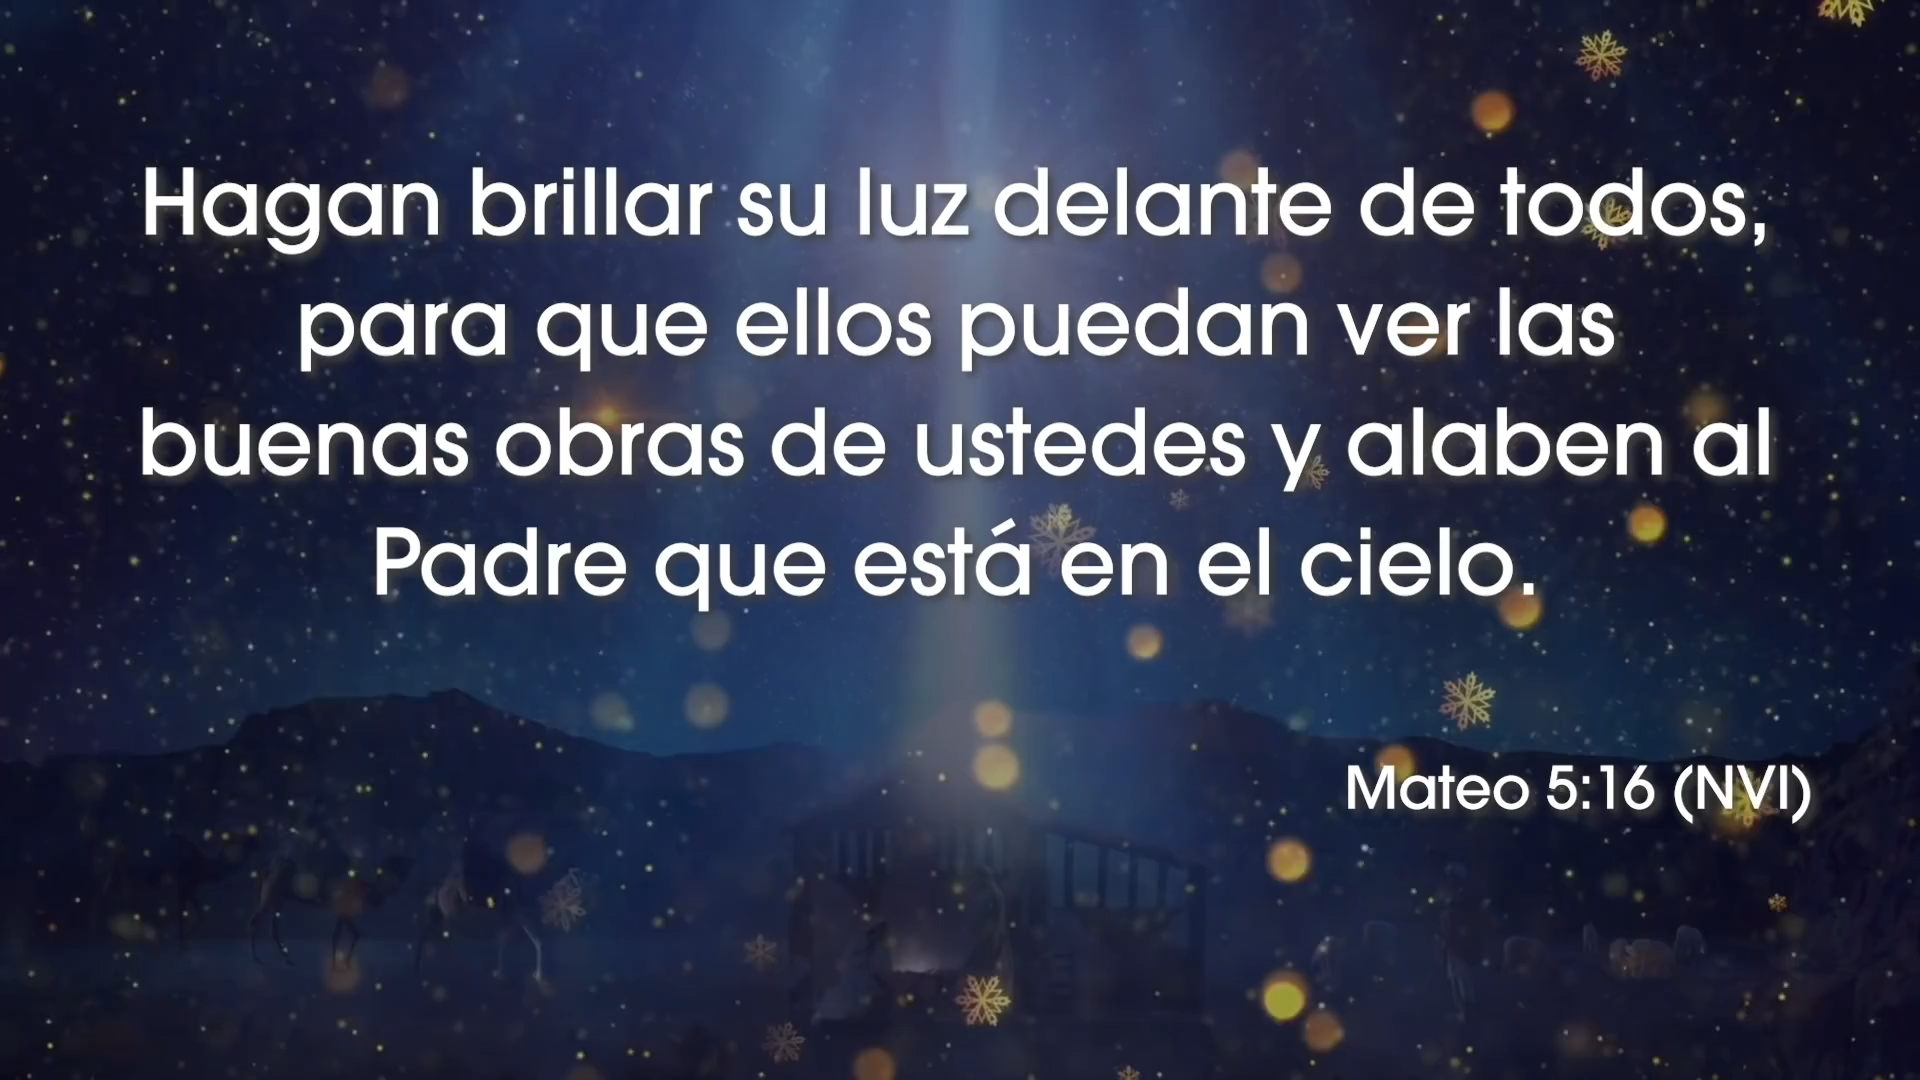 Hagan brillar su luz delante de todos,
para que ellos puedan ver las
buenas obras de ustedes y alaben al
Padre que está en el cielo.
Mateo 5:16 (NVI)